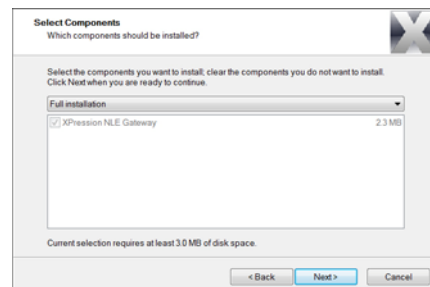 Select Components
Which components should be installed?
Select the components you want to install; clear the components you do not want to install.
Click Next when you are ready to continue.
Full installation
XPression NLE Gateway 2.3 MB
Current selection requires at least 3.0 MB of disk space.
< Back Next > Cancel